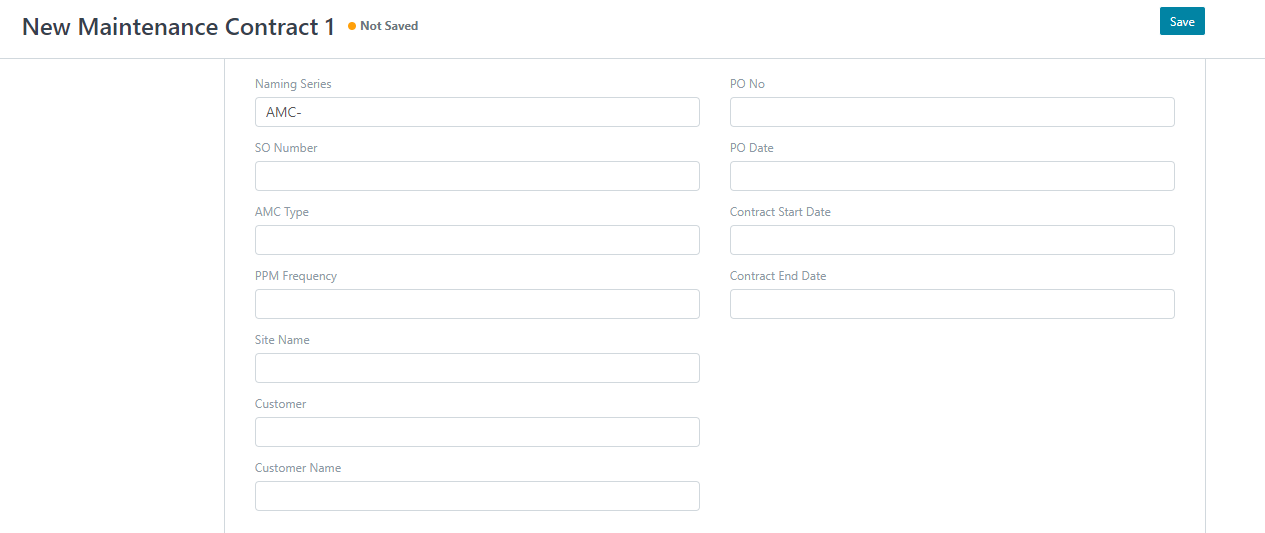 New Maintenance Contract 1
Not Saved
Save
Naming Series
AMC-
SO Number
AMC Type
PPM Frequency
Site Name
Customer
Customer Name
PO No
PO Date
Contract Start Date
Contract End Date